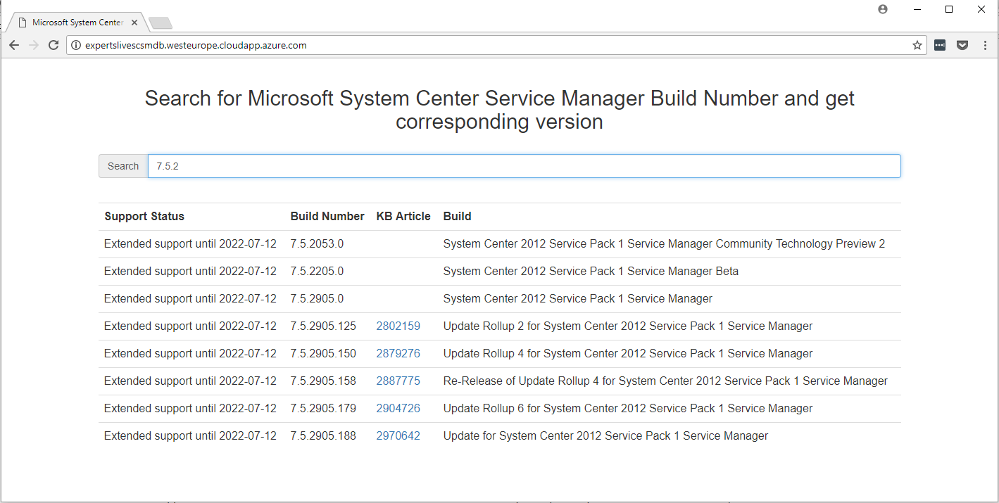 Microsoft System Center
expertslivescsmdb.westeurope.cloudapp.azure.com
Search for Microsoft System Center Service Manager Build Number and get
corresponding version
Search 7.5.2
Support Status Build Number KB Article Build
Extended support until 2022-07-12 7.5.2053.0 System Center 2012 Service Pack 1 Service Manager Community Technology Preview 2
Extended support until 2022-07-12 7.5.2205.0 System Center 2012 Service Pack 1 Service Manager Beta
Extended support until 2022-07-12 7.5.2905.0 System Center 2012 Service Pack 1 Service Manager
Extended support until 2022-07-12 7.5.2905.125 2802159 Update Rollup 2 for System Center 2012 Service Pack 1 Service Manager
Extended support until 2022-07-12 7.5.2905.150 2879276 Update Rollup 4 for System Center 2012 Service Pack 1 Service Manager
Extended support until 2022-07-12 7.5.2905.158 2887775 Re-Release of Update Rollup 4 for System Center 2012 Service Pack 1 Service Manager
Extended support until 2022-07-12 7.5.2905.179 2904726 Update Rollup 6 for System Center 2012 Service Pack 1 Service Manager
Extended support until 2022-07-12 7.5.2905.188 2970642 Update for System Center 2012 Service Pack 1 Service Manager